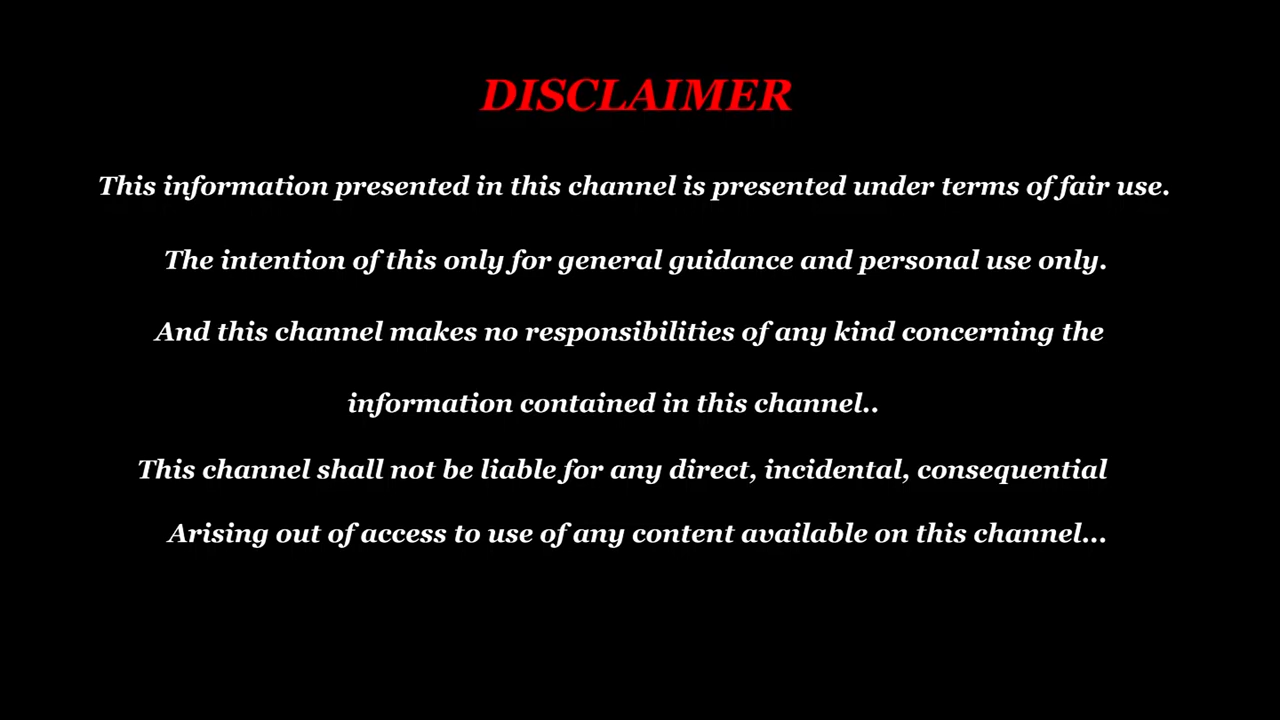 DISCLAIMER
This information presented in this channel is presented under terms of fair use.
The intention of this only for general guidance and personal use only.
And this channel makes no responsibilities of any kind concerning the
information contained in this channel..
This channel shall not be liable for any direct, incidental, consequential
Arising out of access to use of any content available on this channel...